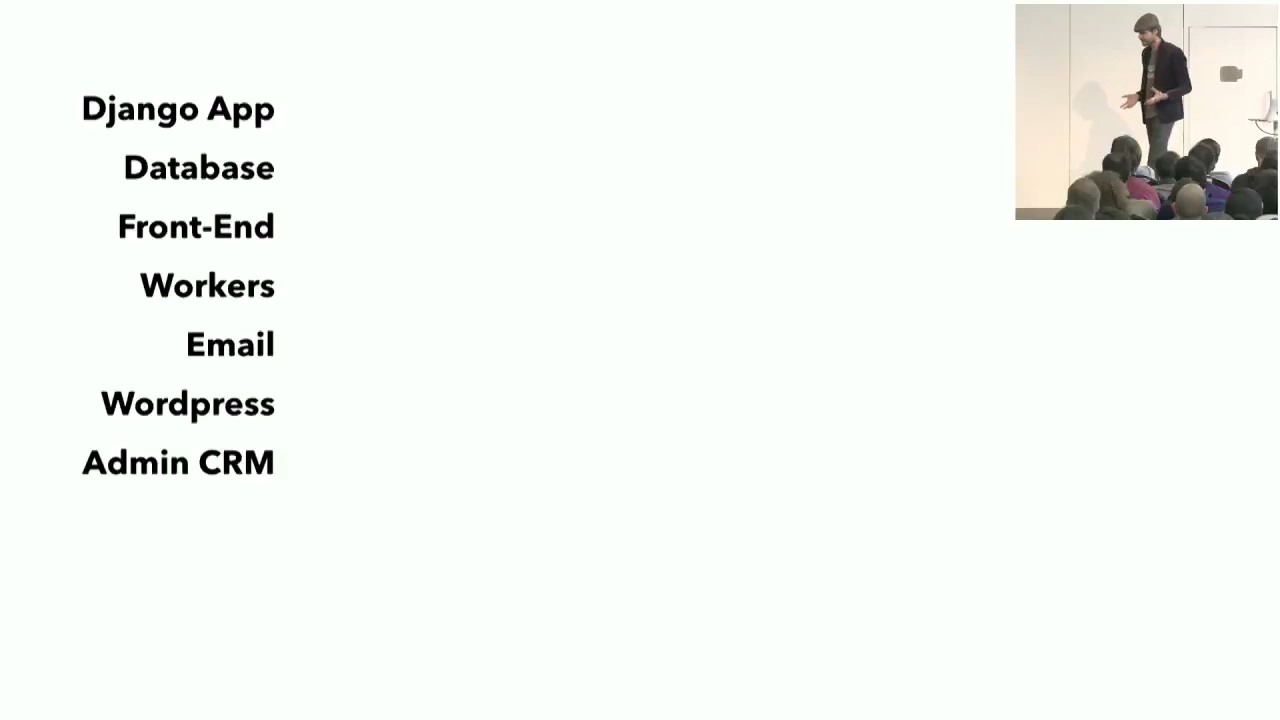 Django App
Database
Front-End
Workers
Email
Wordpress
Admin CRM